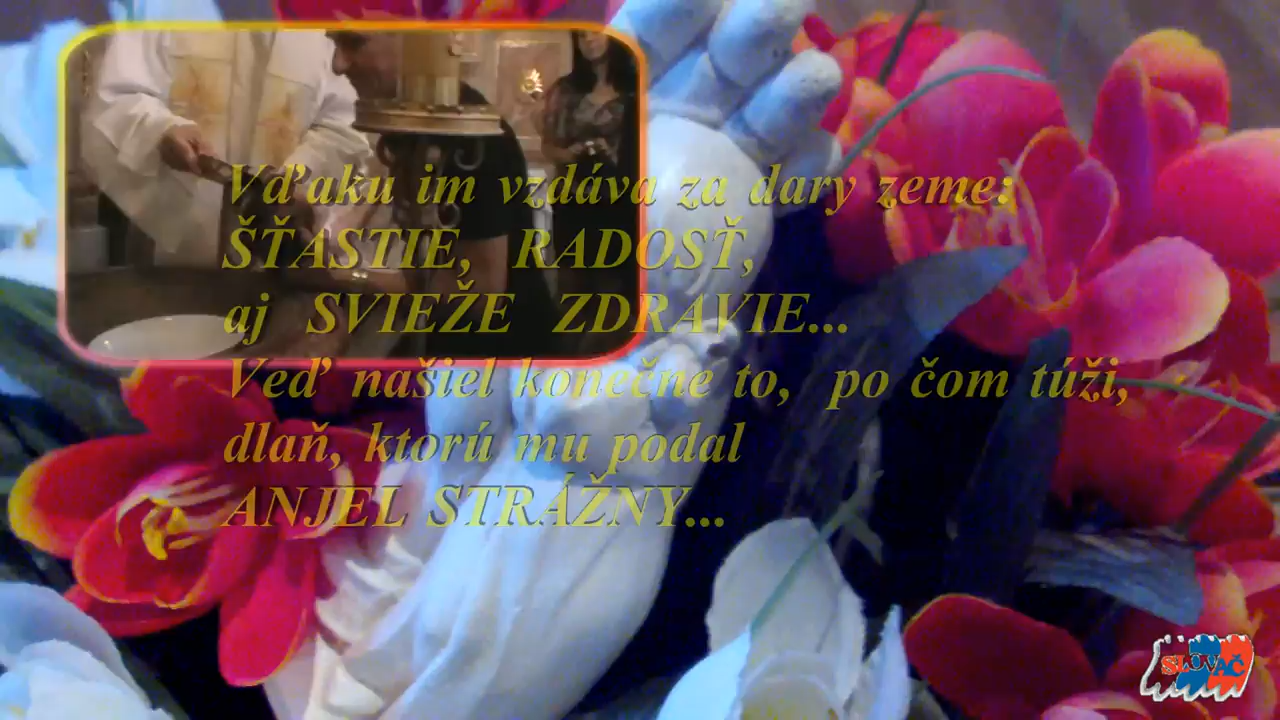 Vďaku im vzdáva za dary zeme:
ŠŤASTIE, RADOSŤ,
aj SVIEŽE ZDRAVIE...
Veď našiel konečne to, po čom túži,
dlaň, ktorú mu podal
ANJEL STRÁŽNY...
SLOVAČ